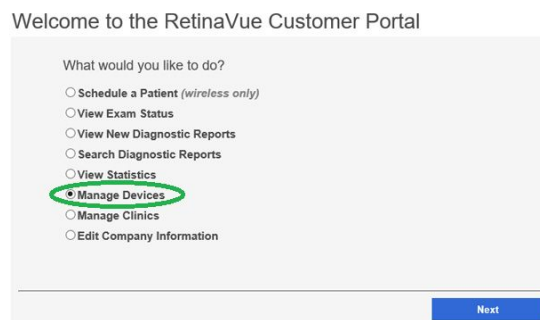 Welcome to the RetinaVue Customer Portal
What would you like to do?
Schedule a Patient (wireless only)
View Exam Status
View New Diagnostic Reports
Search Diagnostic Reports
View Statistics
Manage Devices
Manage Clinics
Edit Company Information
Next